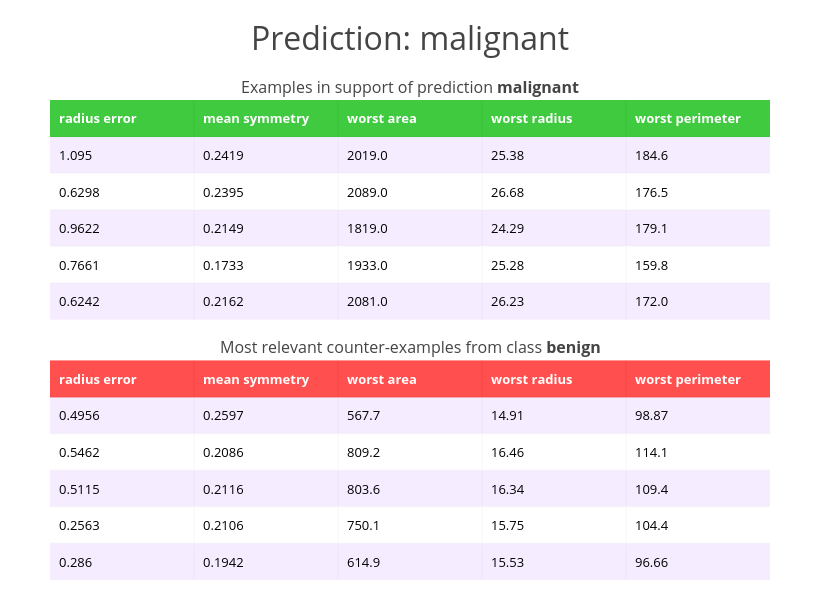 Prediction: malignant
Examples in support of prediction malignant
radius error mean symmetry worst area worst radius worst perimeter
1.095 0.2419 2019.0 25.38 184.6
0.6298 0.2395 2089.0 26.68 176.5
0.9622 0.2149 1819.0 24.29 179.1
0.7661 0.1733 1933.0 25.28 159.8
0.6242 0.2162 2081.0 26.23 172.0
Most relevant counter-examples from class benign
radius error mean symmetry worst area worst radius worst perimeter
0.4956 0.2597 567.7 14.91 98.87
0.5462 0.2086 809.2 16.46 114.1
0.5115 0.2116 803.6 16.34 109.4
0.2563 0.2106 750.1 15.75 104.4
0.286 0.1942 614.9 15.53 96.66